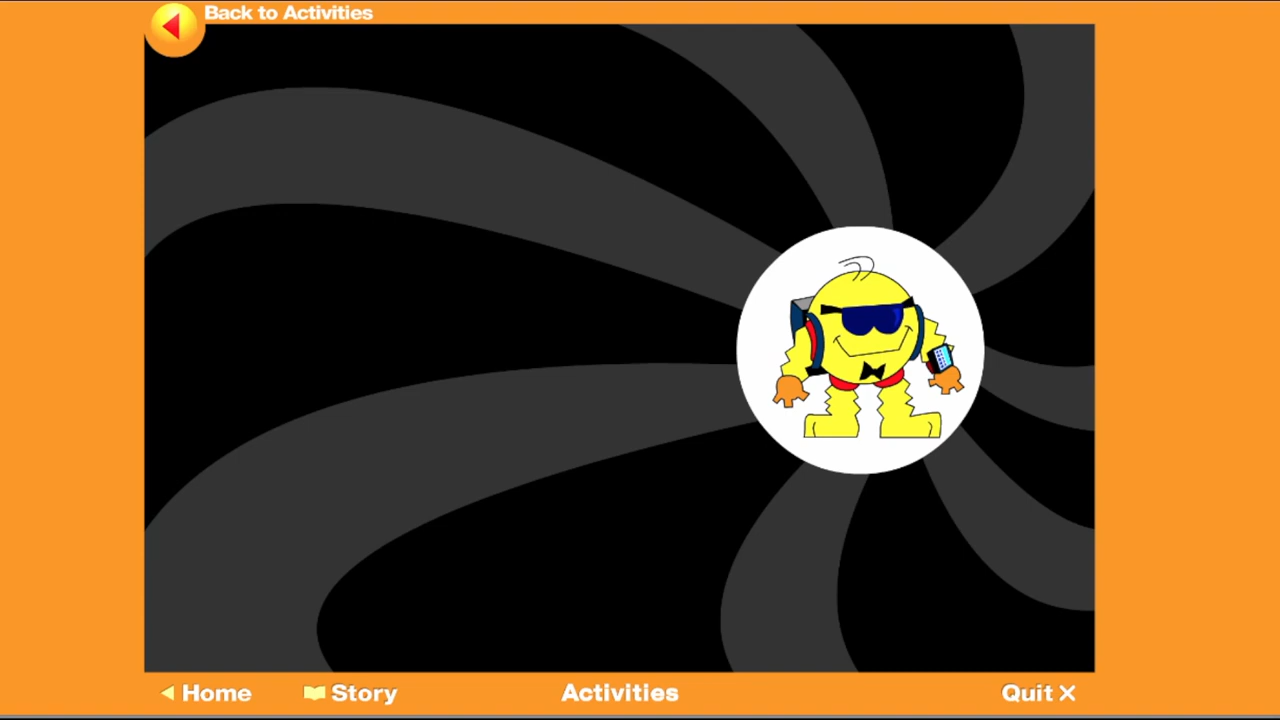 Back to Activities
Home
Story
Activities
Quit